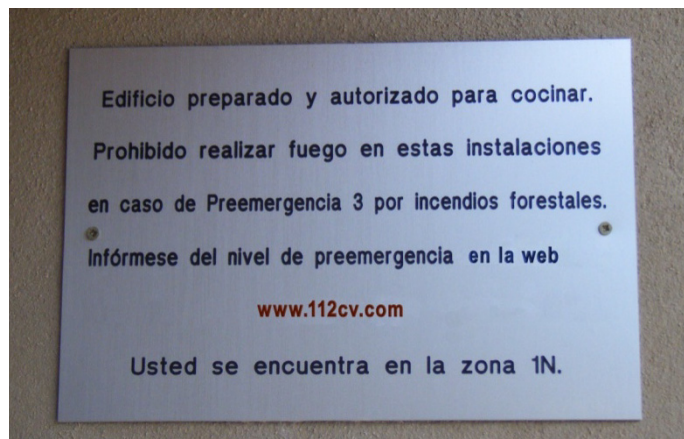 Edificio preparado y autorizado para cocinar.
Prohibido realizar fuego en estas instalaciones
en caso de Preemergencia 3 por incendios forestales.
Infórmese del nivel de preemergencia en la web
www.112cv.com
Usted se encuentra en la zona 1N.